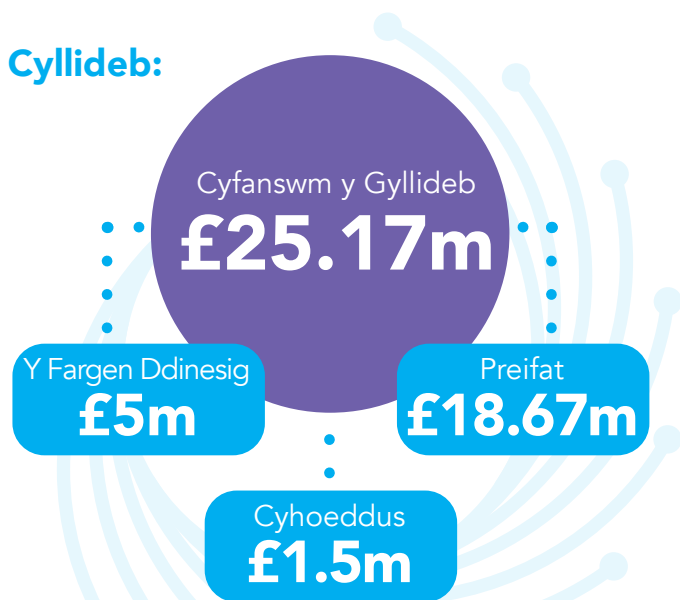 Cyllideb:
Cyfanswm y Gyllideb
£25.17m
Y Fargen Ddinesig
£5m
Preifat
£18.67m
Cyhoeddus
£1.5m